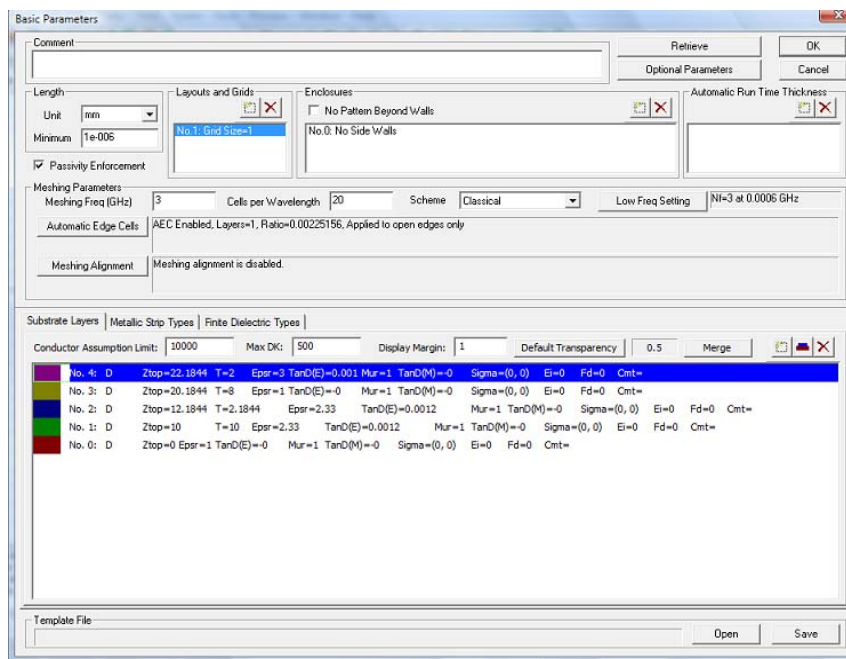 Basic Parameters
Comment
Retrieve
OK
Optional Parameters
Cancel
Length
Unit mm
Minimum 1e-006
Passivity Enforcement
Layouts and Grids
No.1: Grid Size=1
Enclosures
No Pattern Beyond Walls
No.0: No Side Walls
Automatic Run Time Thickness
Meshing Parameters
Meshing Freq (GHz) 3 Cells per Wavelength 20 Scheme Classical Low Freq Setting Nf=3 at 0.0006 GHz
Automatic Edge Cells AEC Enabled, Layers=1, Ratio=0.00225156, Applied to open edges only
Meshing Alignment Meshing alignment is disabled.
Substrate Layers Metallic Strip Types Finite Dielectric Types
Conductor Assumption Limit: 10000 Max DK: 500 Display Margin: 1 Default Transparency 0.5 Merge
No. 4: D Ztop=22.1844 T=2 Epsr=3 TanD(E)=0.001 Mur=1 TanD(M)=-0 Sigma=(0, 0) Ei=0 Fd=0 Cmt=
No. 3: D Ztop=20.1844 T=8 Epsr=1 TanD(E)=-0 Mur=1 TanD(M)=-0 Sigma=(0, 0) Ei=0 Fd=0 Cmt=
No. 2: D Ztop=12.1844 T=2.1844 Epsr=2.33 TanD(E)=0.0012 Mur=1 TanD(M)=-0 Sigma=(0, 0) Ei=0 Fd=0 Cmt=
No. 1: D Ztop=10 T=10 Epsr=2.33 TanD(E)=0.0012 Mur=1 TanD(M)=-0 Sigma=(0, 0) Ei=0 Fd=0 Cmt=
No. 0: D Ztop=0 Epsr=1 TanD(E)=-0 Mur=1 TanD(M)=-0 Sigma=(0, 0) Ei=0 Fd=0 Cmt=
Template File
Open
Save